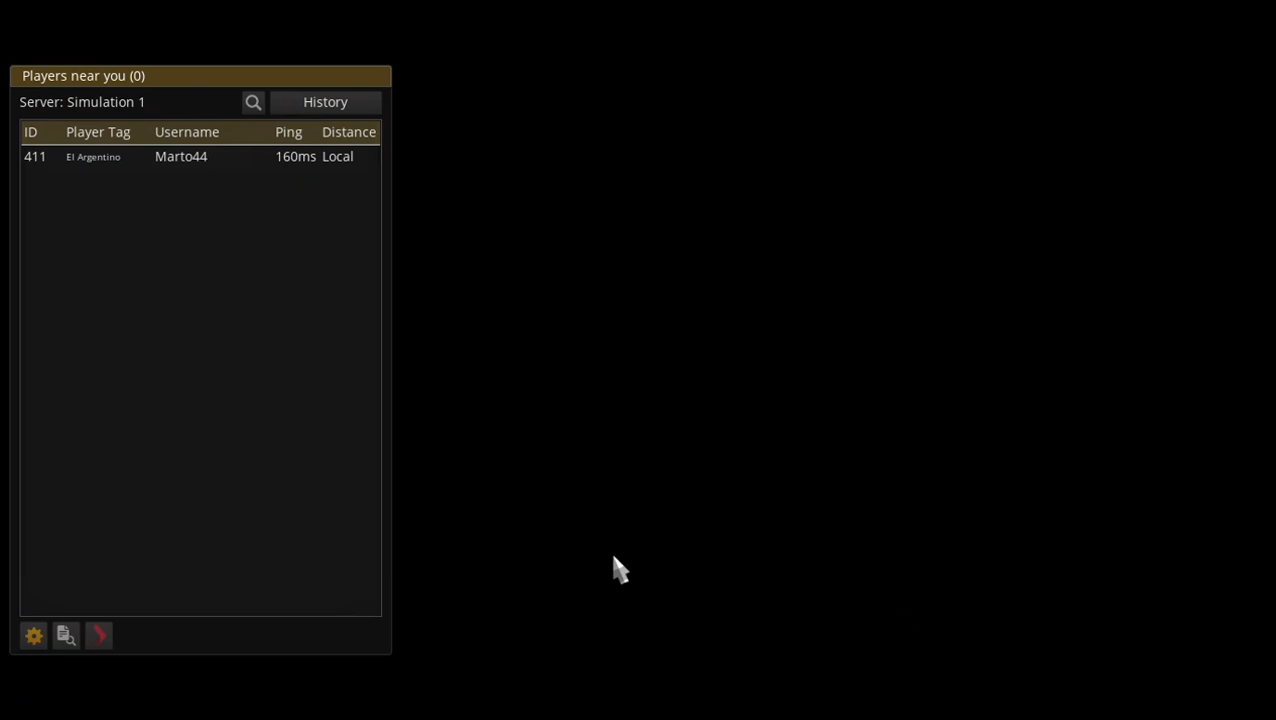 Players near you (0)
Server: Simulation 1 History
ID Player Tag Username Ping Distance
411 El Argentino Marto44 160ms Local